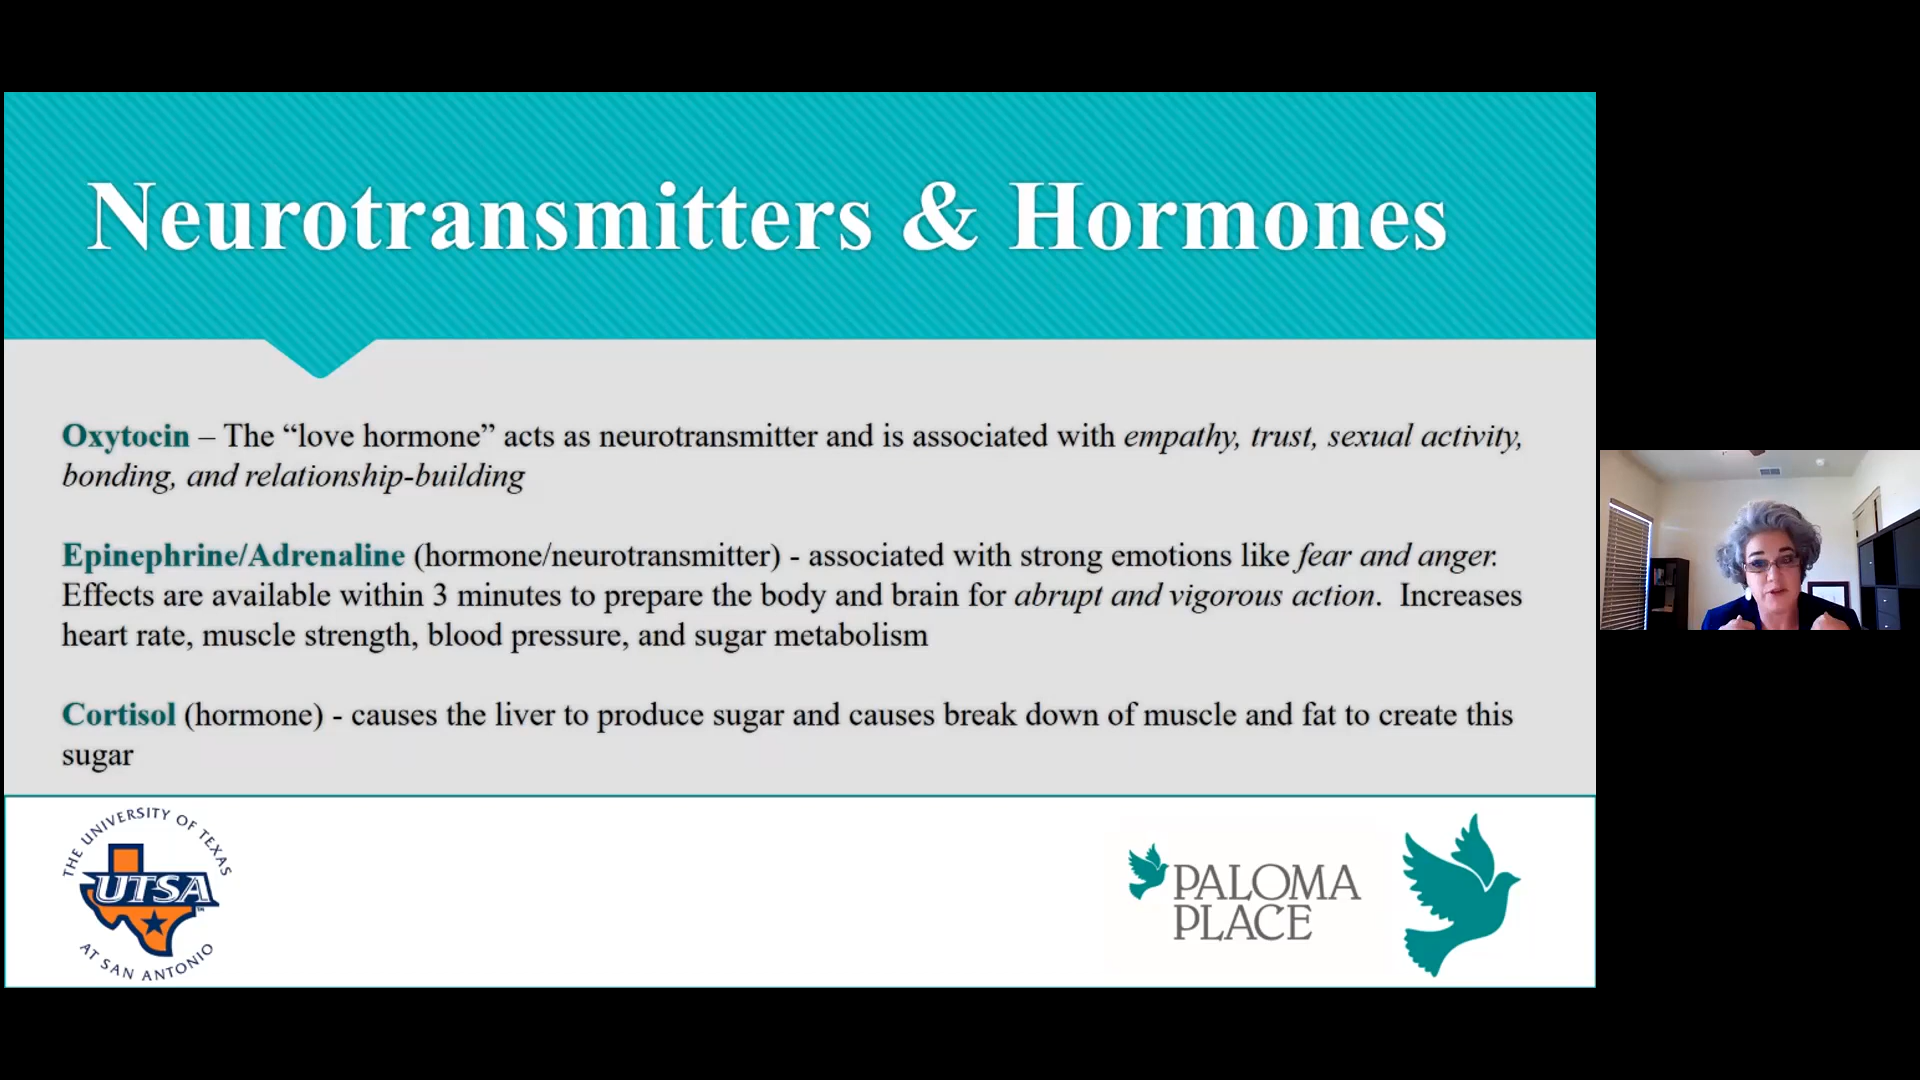 Neurotransmitters & Hormones
Oxytocin – The “love hormone” acts as neurotransmitter and is associated with empathy, trust, sexual activity,
bonding, and relationship-building
Epinephrine/Adrenaline (hormone/neurotransmitter) - associated with strong emotions like fear and anger.
Effects are available within 3 minutes to prepare the body and brain for abrupt and vigorous action.  Increases
heart rate, muscle strength, blood pressure, and sugar metabolism
Cortisol (hormone) - causes the liver to produce sugar and causes break down of muscle and fat to create this
sugar
THE UNIVERSITY OF TEXAS
UTSA
TM
AT SAN ANTONIO
PALOMA
PLACE